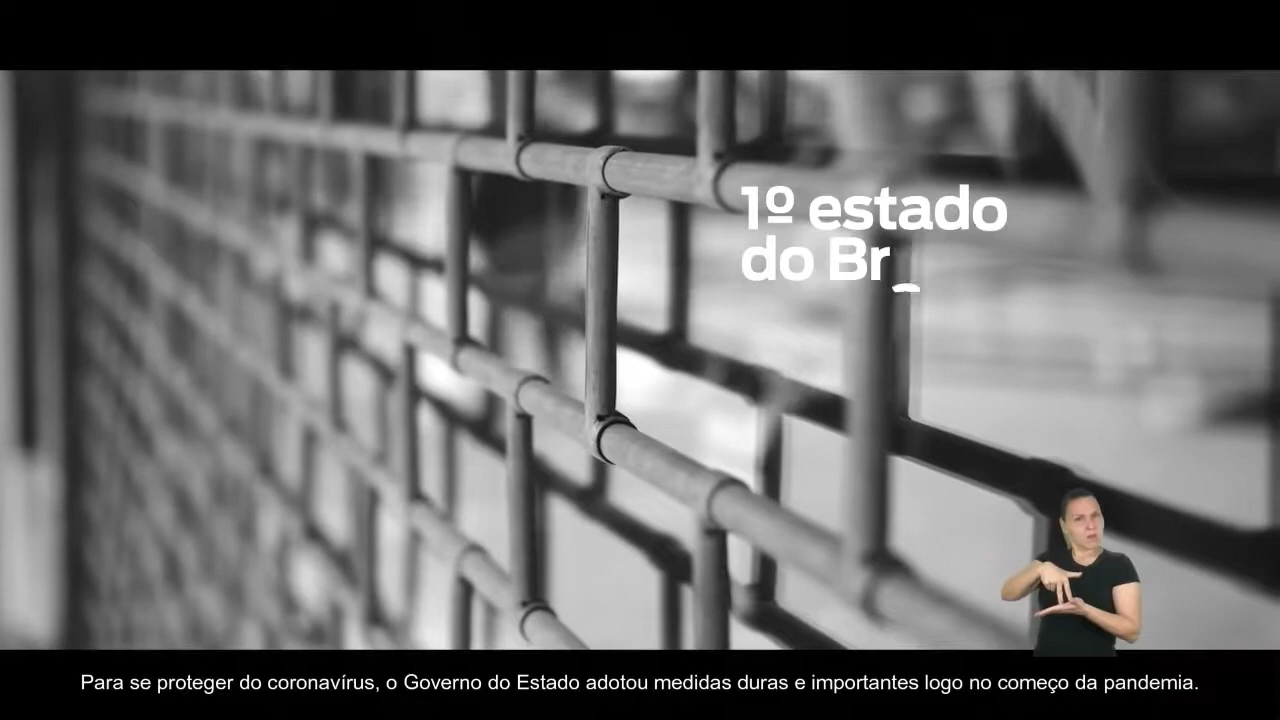 1º estado
do Br_
Para se proteger do coronavírus, o Governo do Estado adotou medidas duras e importantes logo no começo da pandemia.